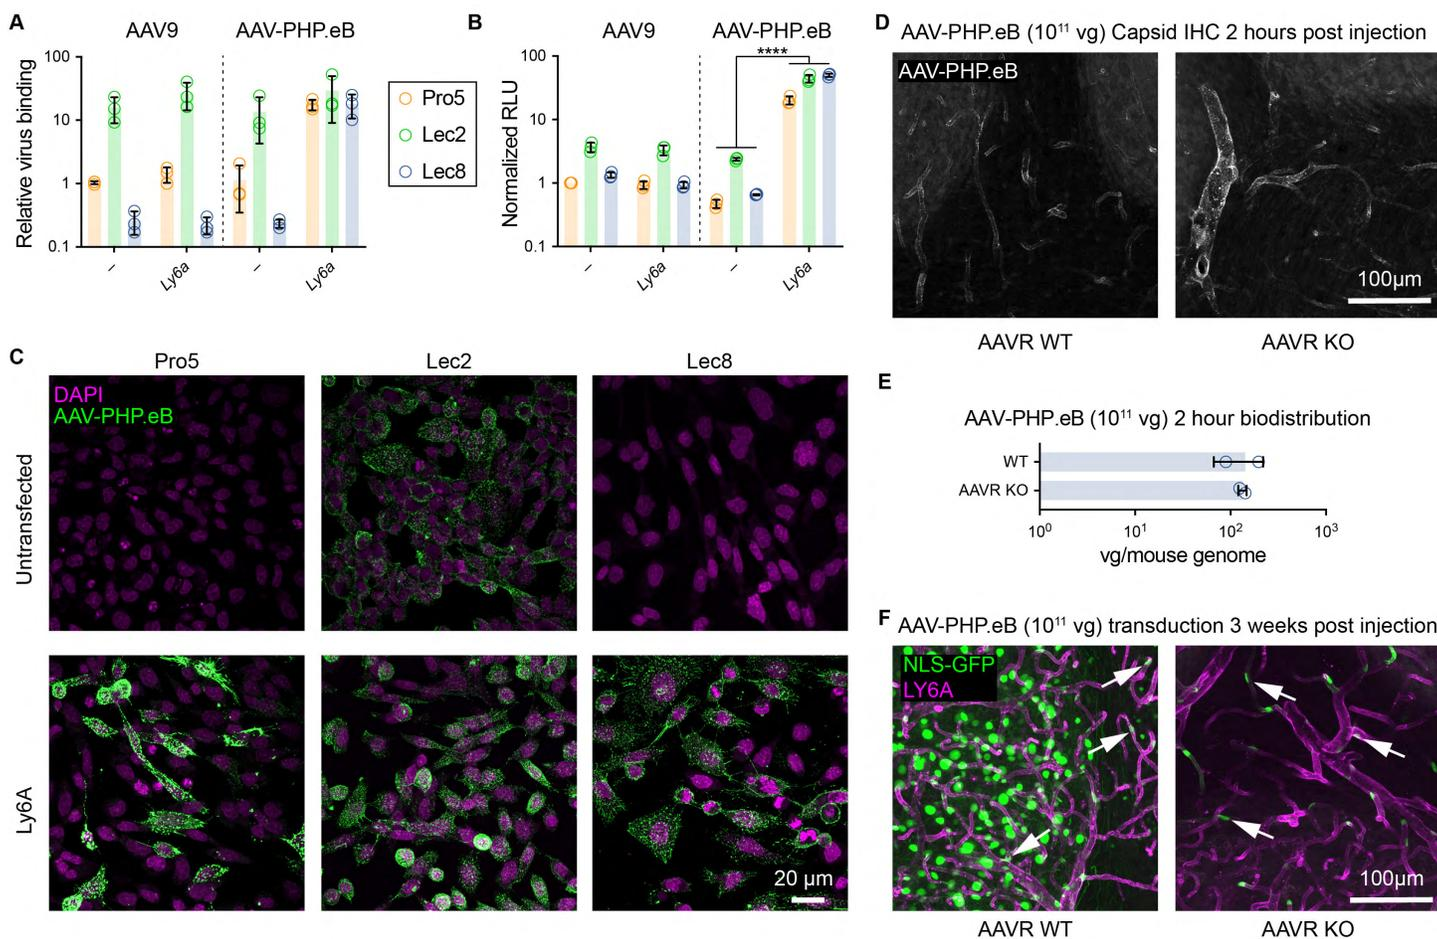 A
AAV9
AAV-PHP.eB
Relative virus binding
100
10
1
0.1
–
Ly6a
–
Ly6a
Pro5
Lec2
Lec8
B
AAV9
AAV-PHP.eB
****
Normalized RLU
100
10
1
0.1
–
Ly6a
–
Ly6a
C
Pro5
Lec2
Lec8
DAPI
AAV-PHP.eB
Untransfected
Ly6A
20 µm
D
AAV-PHP.eB (10¹¹ vg) Capsid IHC 2 hours post injection
AAV-PHP.eB
100µm
AAVR WT
AAVR KO
E
AAV-PHP.eB (10¹¹ vg) 2 hour biodistribution
WT
AAVR KO
10⁰
10¹
10²
10³
vg/mouse genome
F
AAV-PHP.eB (10¹¹ vg) transduction 3 weeks post injection
NLS-GFP
LY6A
100µm
AAVR WT
AAVR KO